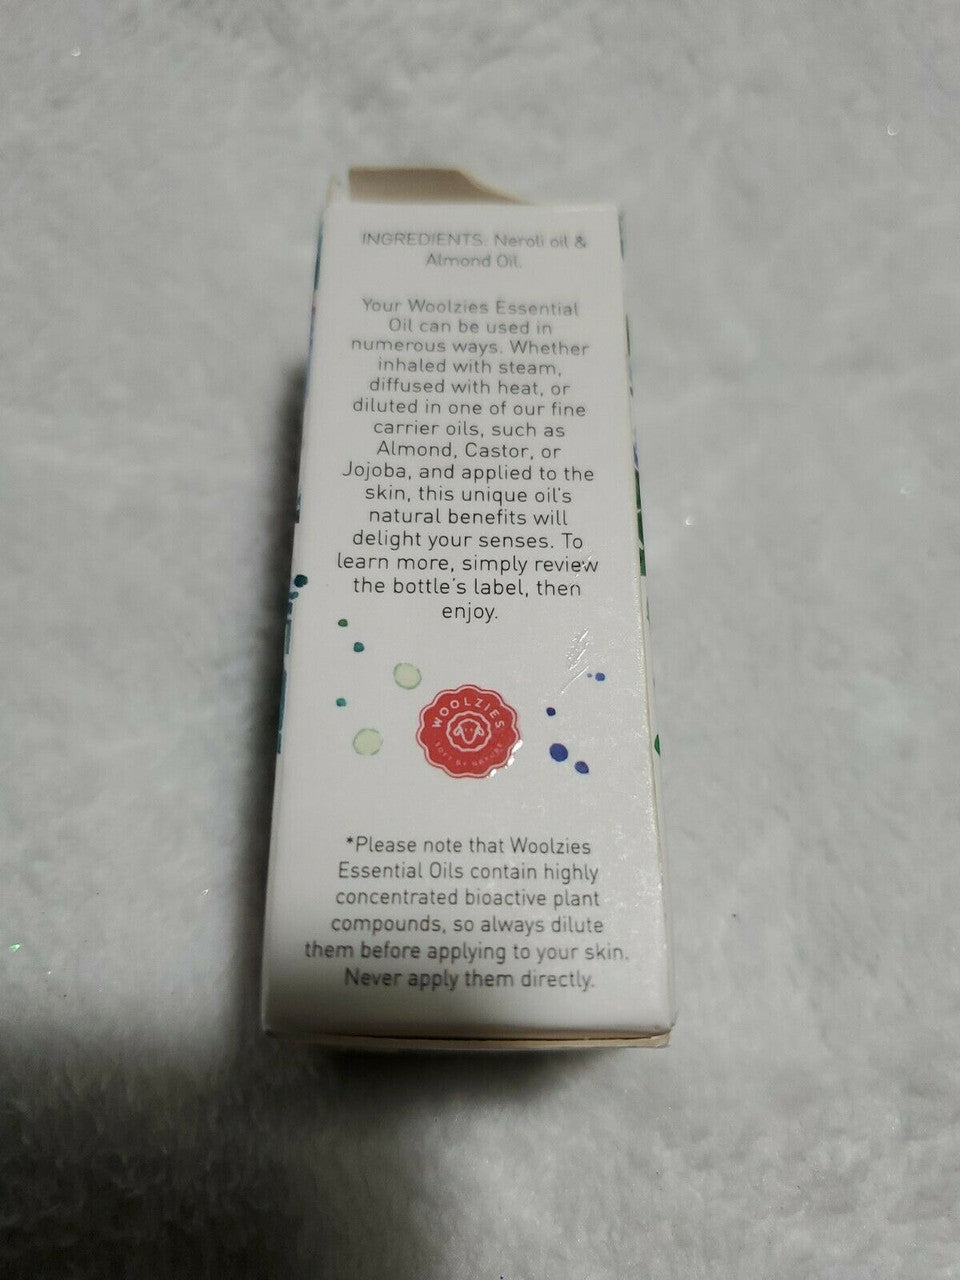 INGREDIENTS: Neroli oil &
Almond Oil.
Your Woolzies Essential
Oil can be used in
numerous ways. Whether
inhaled with steam,
diffused with heat, or
diluted in one of our fine
carrier oils, such as
Almond, Castor, or
Jojoba, and applied to the
skin, this unique oil's
natural benefits will
delight your senses. To
learn more, simply review
the bottle's label, then
enjoy.
WOOLZIES
SOFT BY NATURE
*Please note that Woolzies
Essential Oils contain highly
concentrated bioactive plant
compounds, so always dilute
them before applying to your skin.
Never apply them directly.